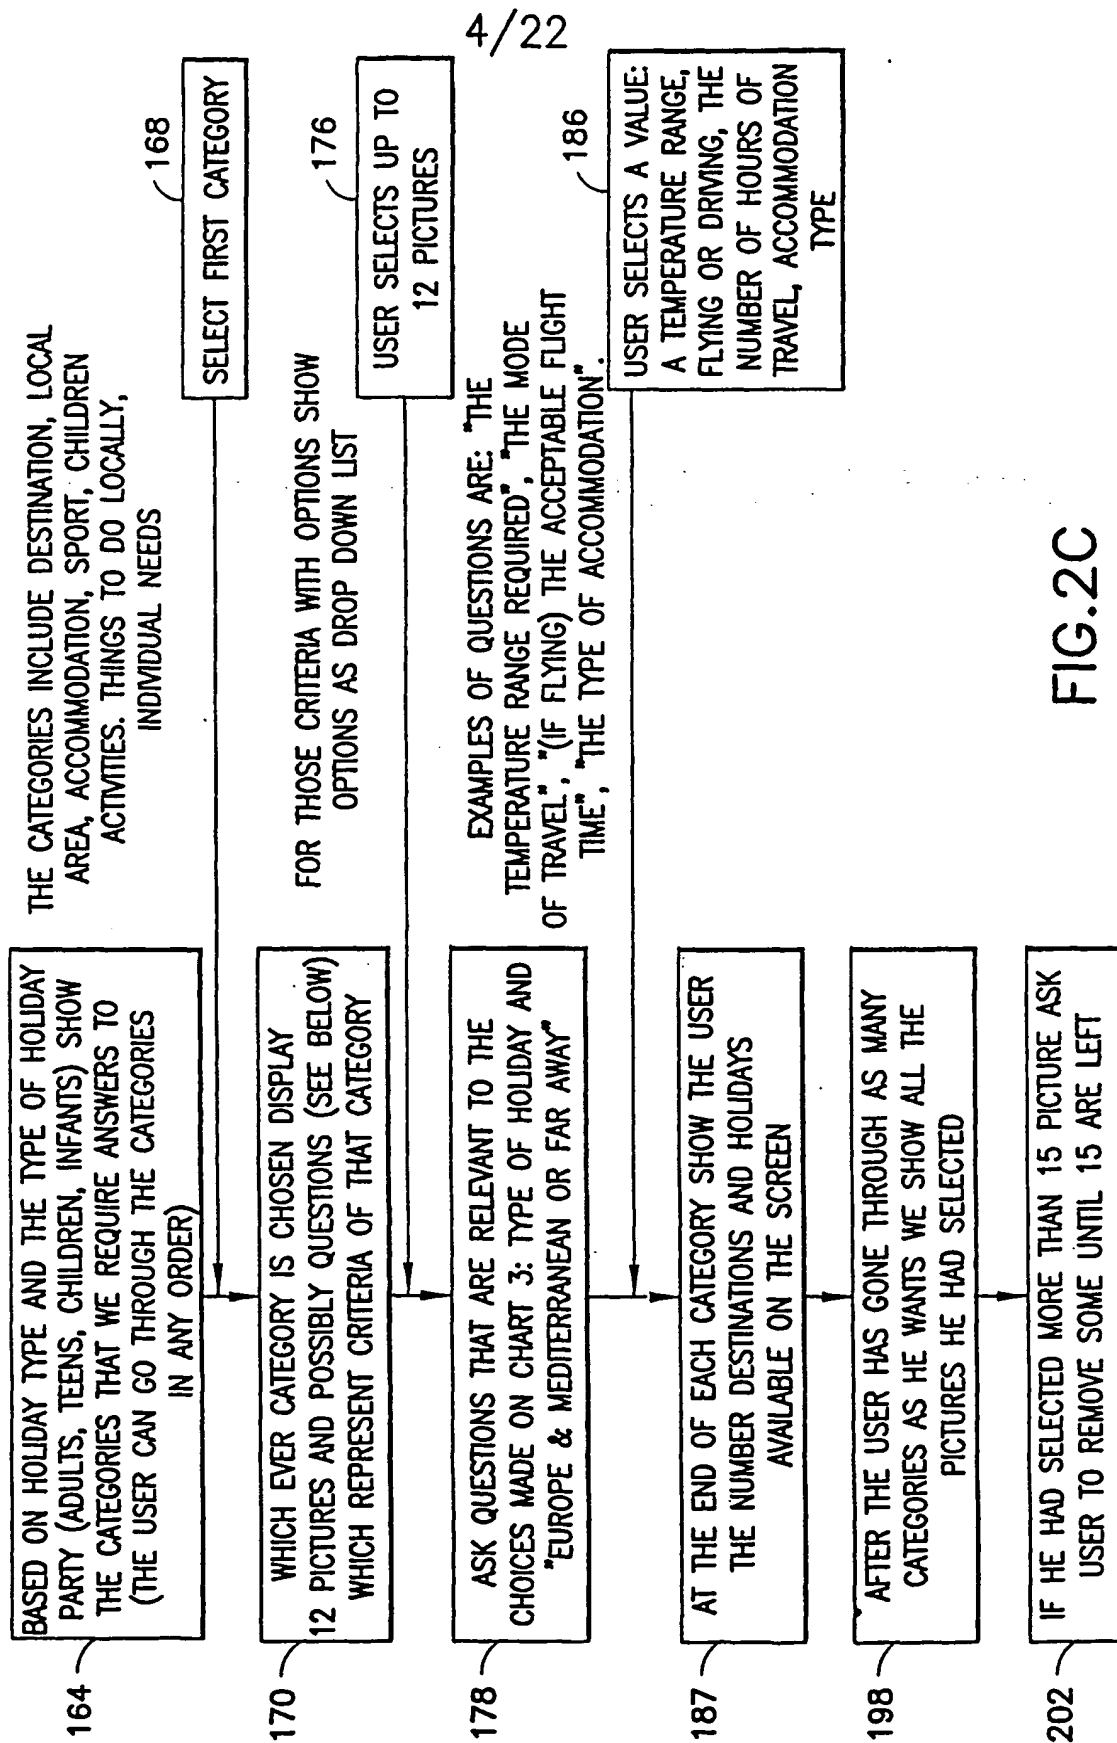 4/22
BASED ON HOLIDAY TYPE AND THE TYPE OF HOLIDAY
PARTY (ADULTS, TEENS, CHILDREN, INFANTS) SHOW
THE CATEGORIES THAT WE REQUIRE ANSWERS TO
(THE USER CAN GO THROUGH THE CATEGORIES
IN ANY ORDER)
164
THE CATEGORIES INCLUDE DESTINATION, LOCAL
AREA, ACCOMMODATION, SPORT, CHILDREN
ACTIVITIES. THINGS TO DO LOCALLY,
INDIVIDUAL NEEDS
168
SELECT FIRST CATEGORY
WHICH EVER CATEGORY IS CHOSEN DISPLAY
12 PICTURES AND POSSIBLY QUESTIONS (SEE BELOW)
WHICH REPRESENT CRITERIA OF THAT CATEGORY
170
FOR THOSE CRITERIA WITH OPTIONS SHOW
OPTIONS AS DROP DOWN LIST
176
USER SELECTS UP TO
12 PICTURES
ASK QUESTIONS THAT ARE RELEVANT TO THE
CHOICES MADE ON CHART 3: TYPE OF HOLIDAY AND
"EUROPE & MEDITERRANEAN OR FAR AWAY"
178
EXAMPLES OF QUESTIONS ARE: "THE
TEMPERATURE RANGE REQUIRED", "THE MODE
OF TRAVEL", "(IF FLYING) THE ACCEPTABLE FLIGHT
TIME", "THE TYPE OF ACCOMMODATION".
186
USER SELECTS A VALUE:
A TEMPERATURE RANGE,
FLYING OR DRIVING, THE
NUMBER OF HOURS OF
TRAVEL, ACCOMMODATION
TYPE
AT THE END OF EACH CATEGORY SHOW THE USER
THE NUMBER DESTINATIONS AND HOLIDAYS
AVAILABLE ON THE SCREEN
187
AFTER THE USER HAS GONE THROUGH AS MANY
CATEGORIES AS HE WANTS WE SHOW ALL THE
PICTURES HE HAD SELECTED
198
IF HE HAD SELECTED MORE THAN 15 PICTURE ASK
USER TO REMOVE SOME UNTIL 15 ARE LEFT
202
FIG.2C